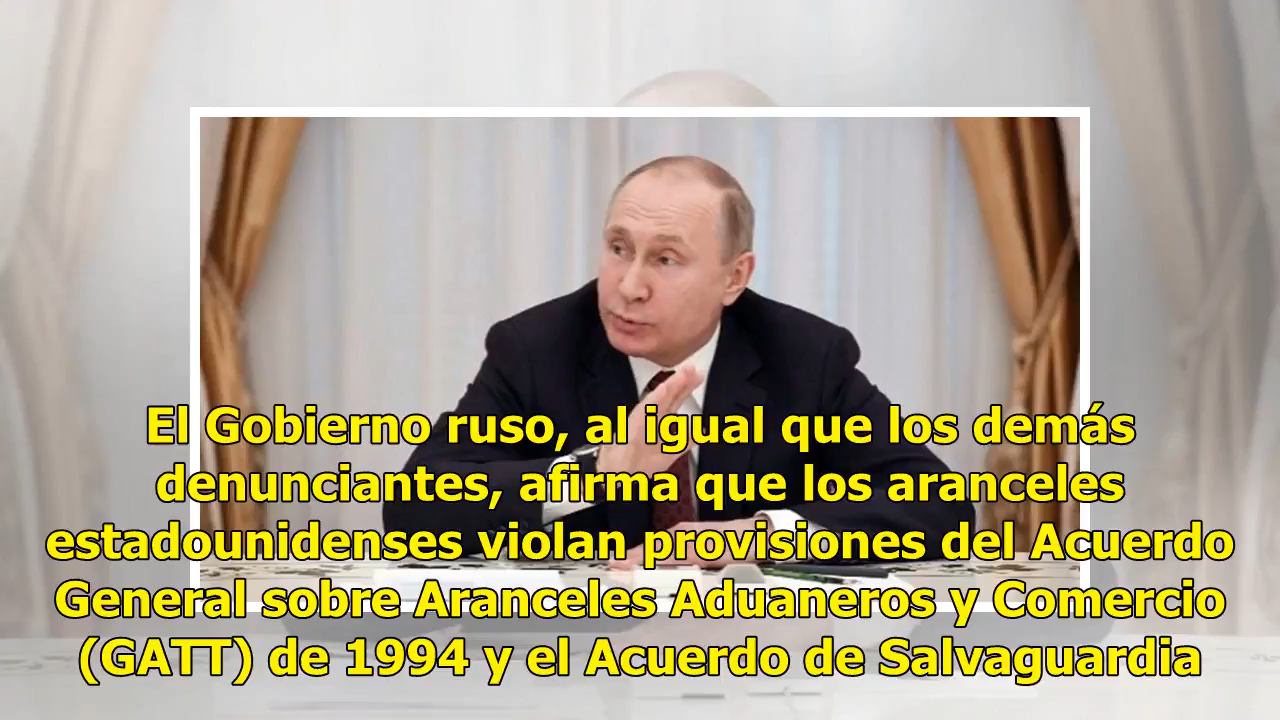 El Gobierno ruso, al igual que los demás
denunciantes, afirma que los aranceles
estadounidenses violan provisiones del Acuerdo
General sobre Aranceles Aduaneros y Comercio
(GATT) de 1994 y el Acuerdo de Salvaguardia